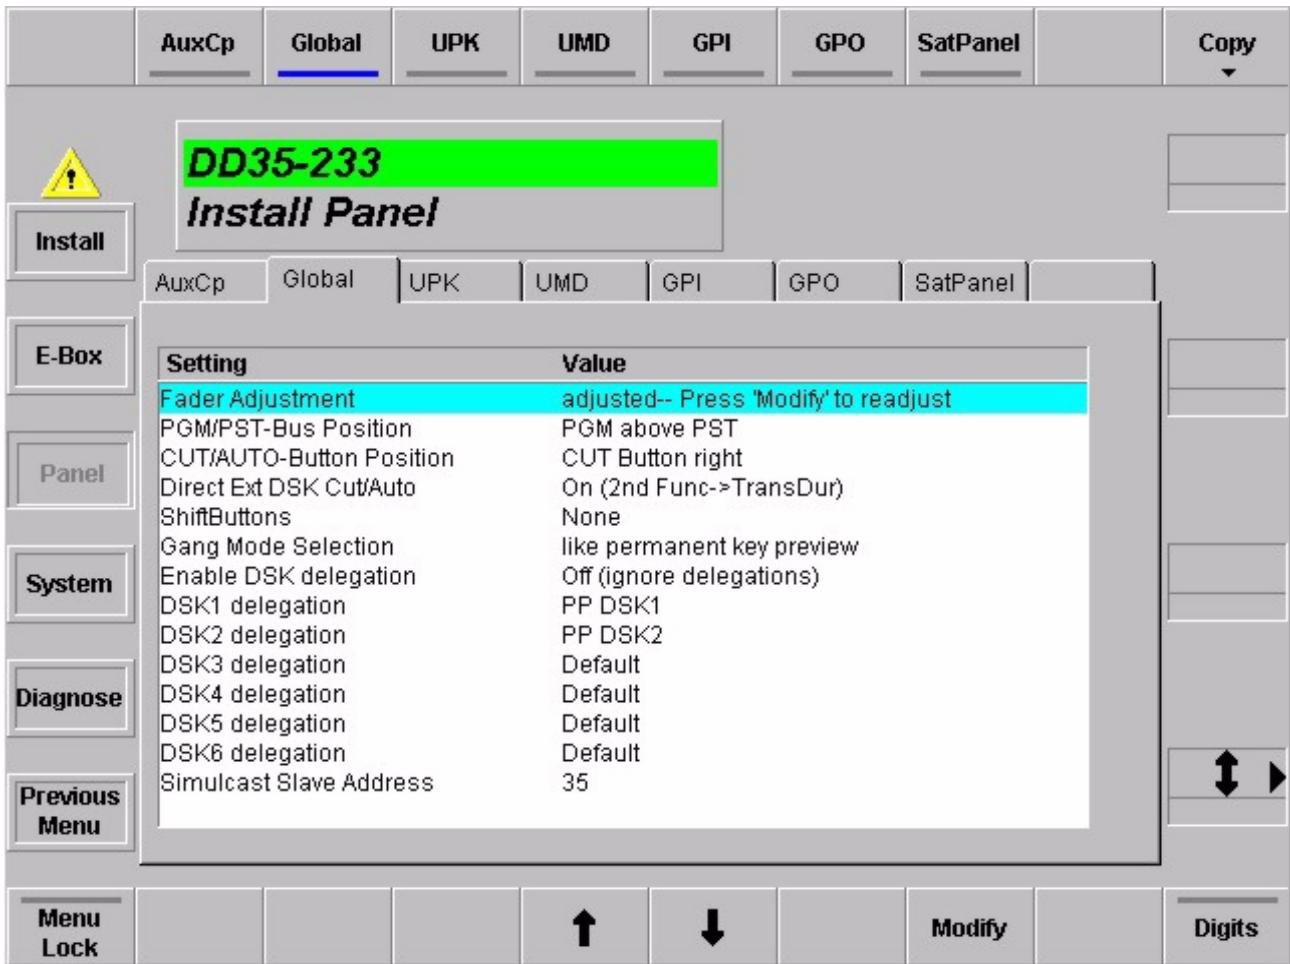 AuxCp Global UPK UMD GPI GPO SatPanel Copy
DD35-233
Install Panel
Install
AuxCp Global UPK UMD GPI GPO SatPanel
E-Box
Setting Value
Fader Adjustment adjusted-- Press 'Modify' to readjust
PGM/PST-Bus Position PGM above PST
CUT/AUTO-Button Position CUT Button right
Panel
Direct Ext DSK Cut/Auto On (2nd Func->TransDur)
ShiftButtons None
Gang Mode Selection like permanent key preview
System
Enable DSK delegation Off (ignore delegations)
DSK1 delegation PP DSK1
DSK2 delegation PP DSK2
DSK3 delegation Default
Diagnose
DSK4 delegation Default
DSK5 delegation Default
DSK6 delegation Default
Simulcast Slave Address 35
Previous
Menu
Menu
Lock
Modify
Digits